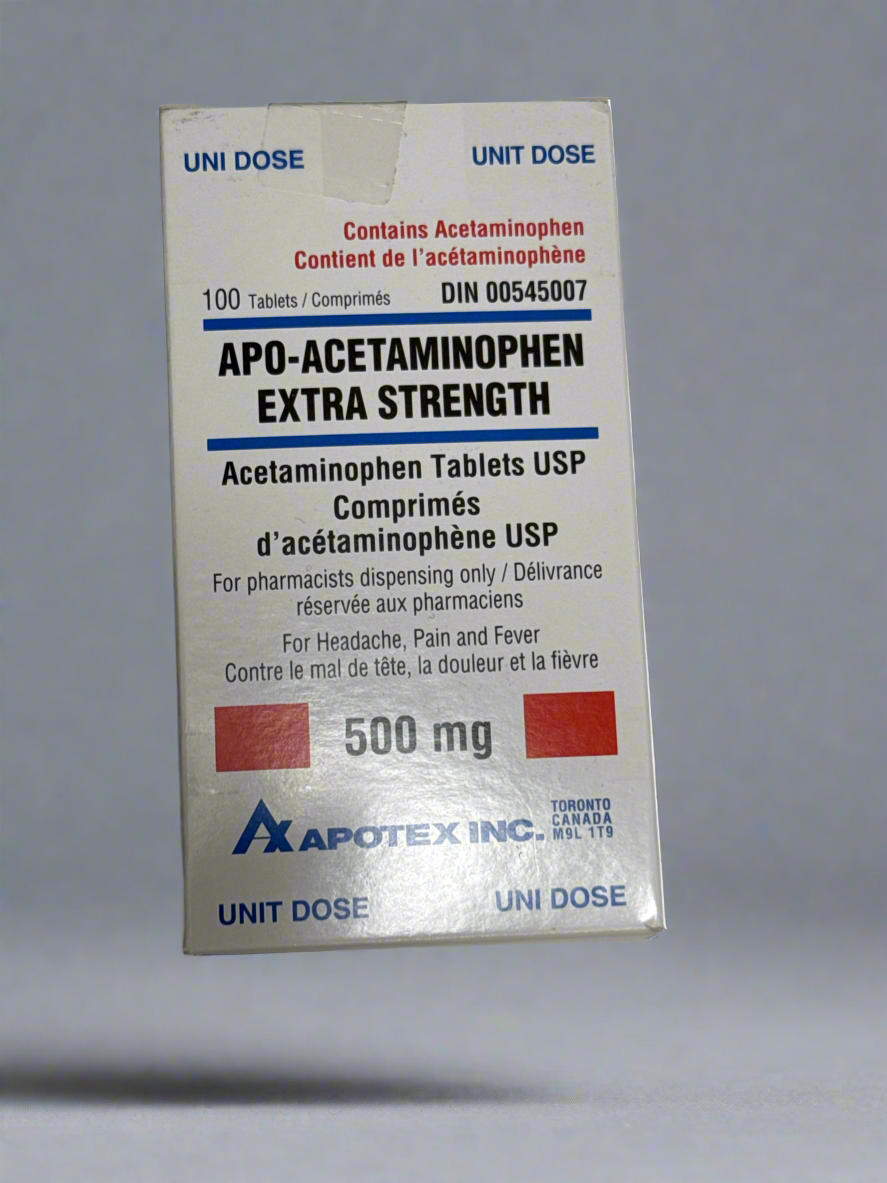 UNI DOSE UNIT DOSE
Contains Acetaminophen
Contient de l'acétaminophène
100 Tablets / Comprimés DIN 00545007
APO-ACETAMINOPHEN
EXTRA STRENGTH
Acetaminophen Tablets USP
Comprimés
d'acétaminophène USP
For pharmacists dispensing only / Délivrance
réservée aux pharmaciens
For Headache, Pain and Fever
Contre le mal de tête, la douleur et la fièvre
500 mg
APOTEX INC. TORONTO
CANADA
M9L 1T9
UNIT DOSE UNI DOSE